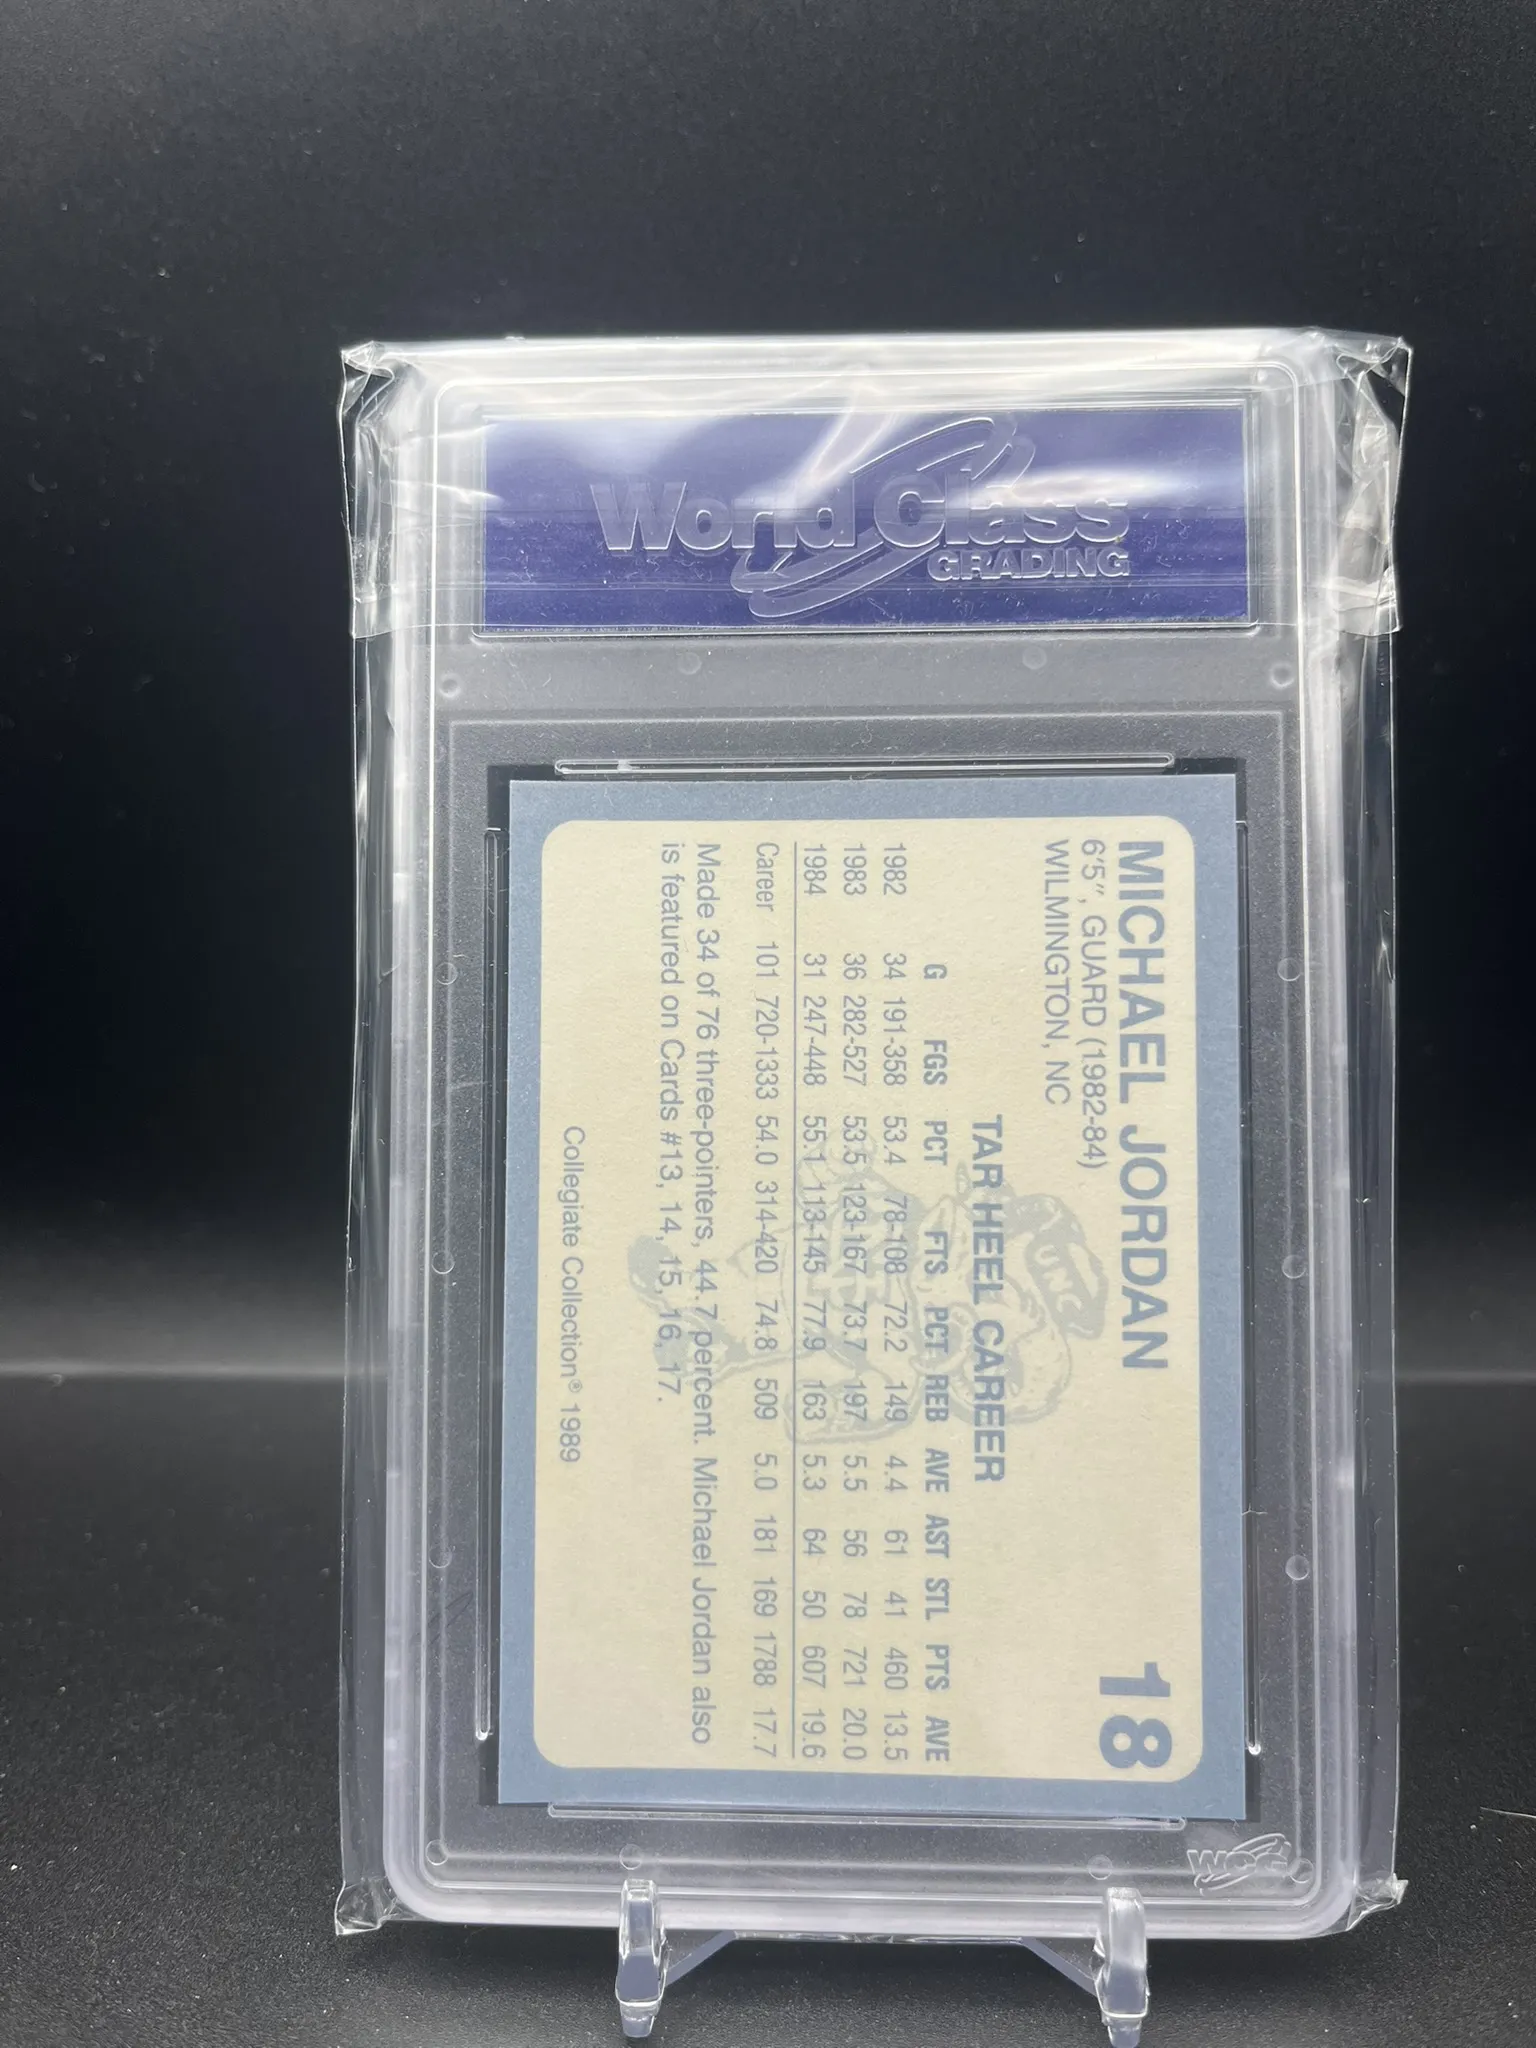 World Class
GRADING
MICHAEL JORDAN 18
6'5", GUARD (1982-84)
WILMINGTON, NC
UNC
TAR HEEL CAREER
G FGS PCT FTS PCT REB AVE AST STL PTS AVE
1982 34 191-358 53.4 78-108 72.2 149 4.4 61 41 460 13.5
1983 36 282-527 53.5 123-167 73.7 197 5.5 56 78 721 20.0
1984 31 247-448 55.1 113-145 77.9 163 5.3 64 50 607 19.6
Career 101 720-1333 54.0 314-420 74.8 509 5.0 181 169 1788 17.7
Made 34 of 76 three-pointers, 44.7 percent. Michael Jordan also
is featured on Cards #13, 14, 15, 16, 17.
Collegiate Collection® 1989
WCG